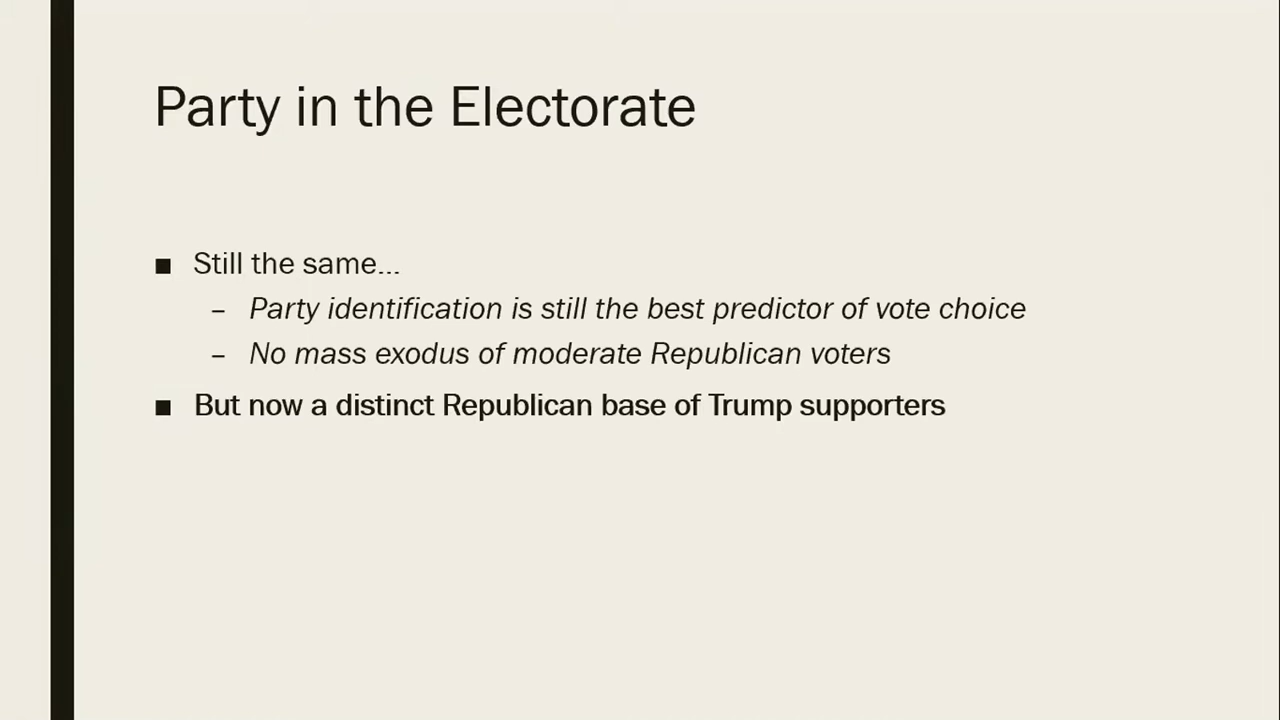 Party in the Electorate
■ Still the same...
– Party identification is still the best predictor of vote choice
– No mass exodus of moderate Republican voters
■ But now a distinct Republican base of Trump supporters